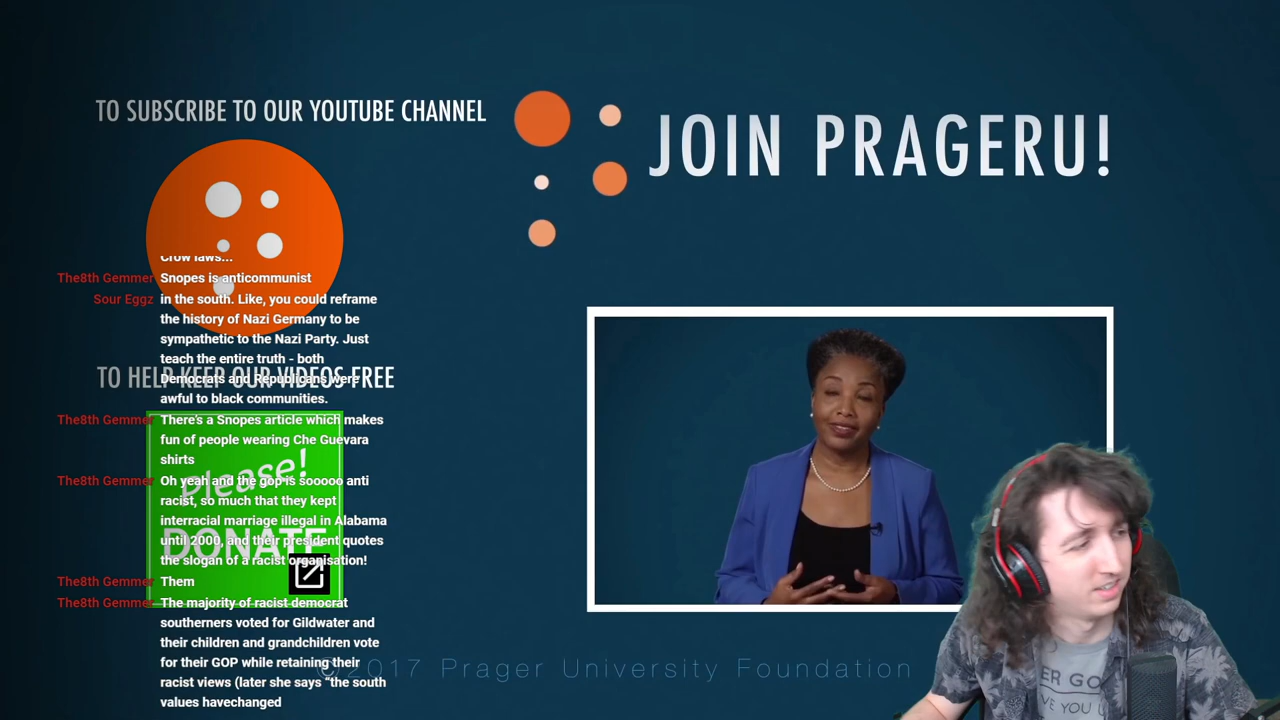 TO SUBSCRIBE TO OUR YOUTUBE CHANNEL
JOIN PRAGERU!
Crow laws...
The8th Gemmer Snopes is anticommunist
Sour Eggz in the south. Like, you could reframe
the history of Nazi Germany to be
sympathetic to the Nazi Party. Just
teach the entire truth - both
Democrats and Republicans were
awful to black communities.
TO HELP KEEP OUR VIDEOS FREE
The8th Gemmer There's a Snopes article which makes
fun of people wearing Che Guevara
shirts
The8th Gemmer Oh yeah and the gop is sooooo anti
racist, so much that they kept
interracial marriage illegal in Alabama
until 2000, and their president quotes
the slogan of a racist organisation!
Please!
DONATE
The8th Gemmer Them
The8th Gemmer The majority of racist democrat
southerners voted for Gildwater and
their children and grandchildren vote
for their GOP while retaining their
racist views (later she says “the south
values havechanged
©2017 Prager University Foundation
ER GO
VE YOU U